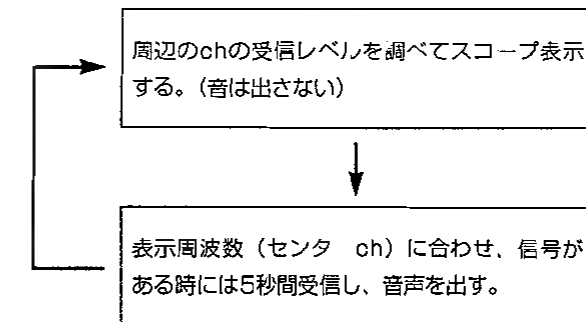 周辺のchの受信レベルを調べてスコープ表示
する。（音は出さない）
表示周波数（センタ　ch）に合わせ、信号が
ある時には5秒間受信し、音声を出す。